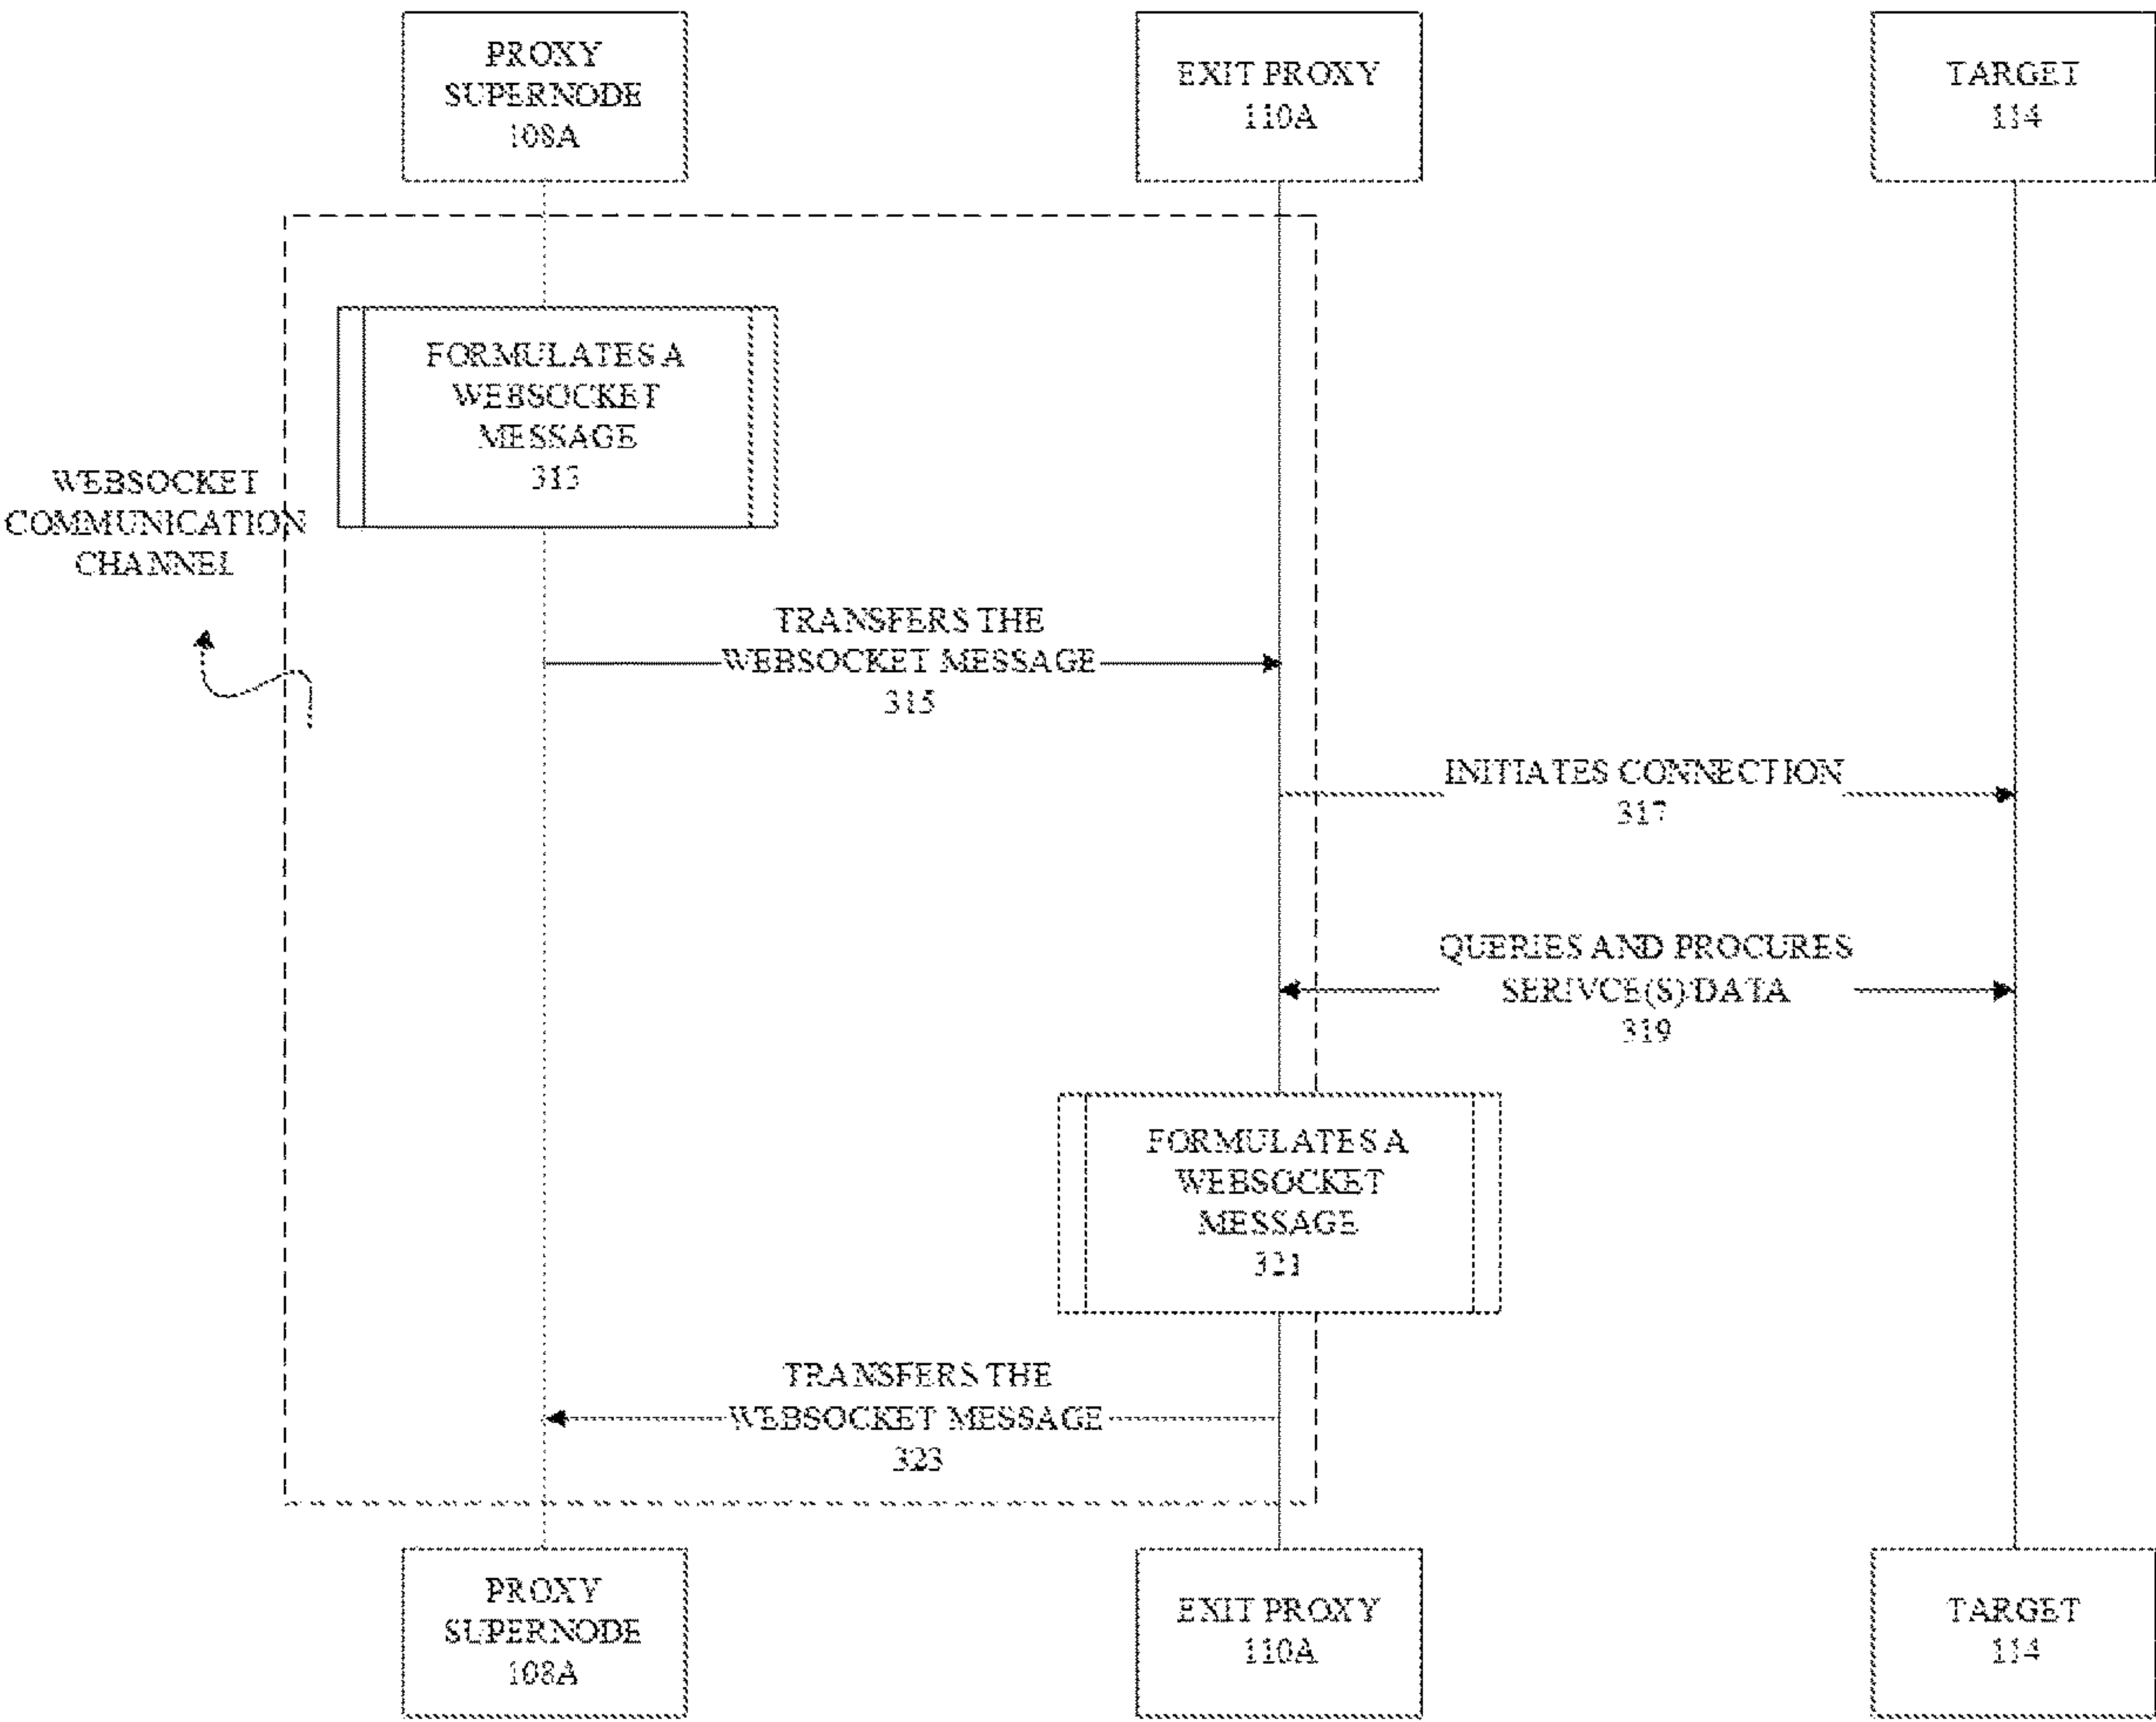 PROXY
SUPERNODE
108A
EXIT PROXY
110A
TARGET
114
FORMULATES A
WEBSOCKET
MESSAGE
313
WEBSOCKET
COMMUNICATION
CHANNEL
TRANSFERS THE
WEBSOCKET MESSAGE
315
INITIATES CONNECTION
317
QUERIES AND PROCURES
SERIVCE(S) DATA
319
FORMULATES A
WEBSOCKET
MESSAGE
321
TRANSFERS THE
WEBSOCKET MESSAGE
323
PROXY
SUPERNODE
108A
EXIT PROXY
110A
TARGET
114